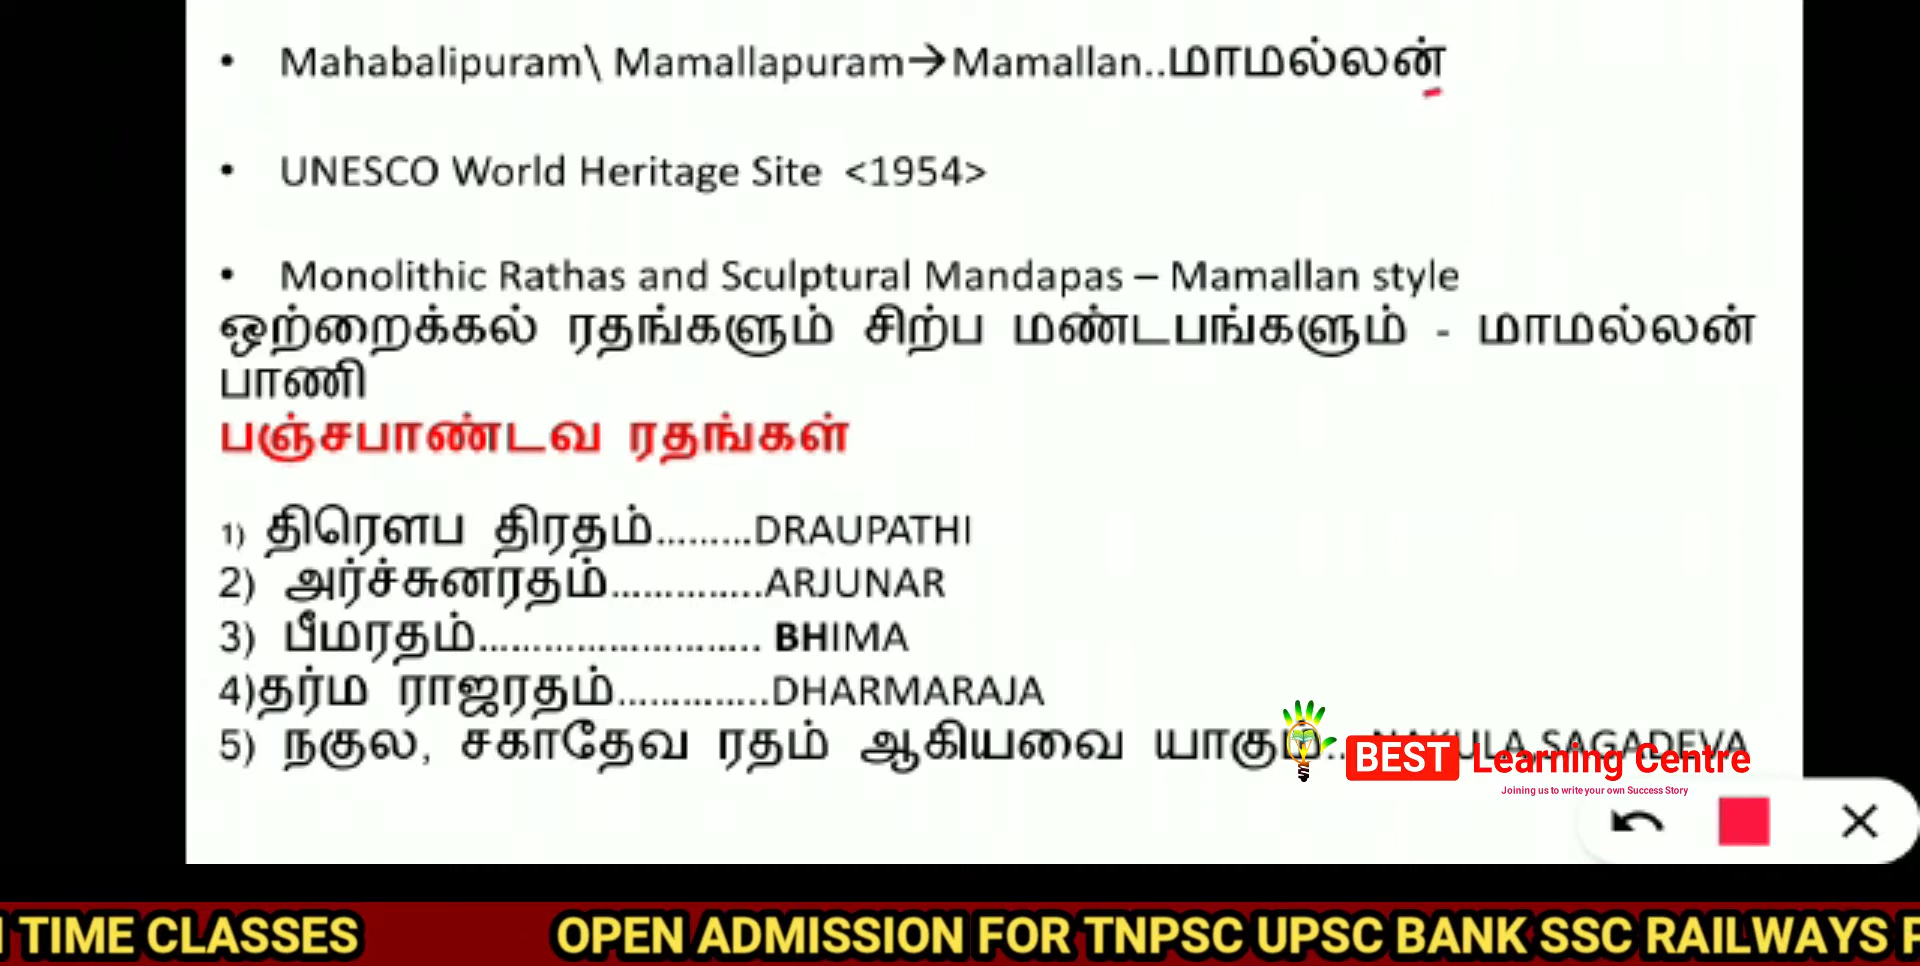 • Mahabalipuram\ Mamallapuram→Mamallan..மாமல்லன்
• UNESCO World Heritage Site <1954>
• Monolithic Rathas and Sculptural Mandapas – Mamallan style
ஒற்றைக்கல் ரதங்களும் சிற்ப மண்டபங்களும் - மாமல்லன்
பாணி
பஞ்சபாண்டவ ரதங்கள்
1) திரௌப திரதம்.........DRAUPATHI
2) அர்ச்சுனரதம்..............ARJUNAR
3) பீமரதம்.......................... BHIMA
4)தர்ம ராஜரதம்..............DHARMARAJA
5) நகுல, சகாதேவ ரதம் ஆகியவை யாகும்...NAKULA,SAGADEVA
BEST Learning Centre
Joining us to write your own Success Story
TIME CLASSES OPEN ADMISSION FOR TNPSC UPSC BANK SSC RAILWAYS